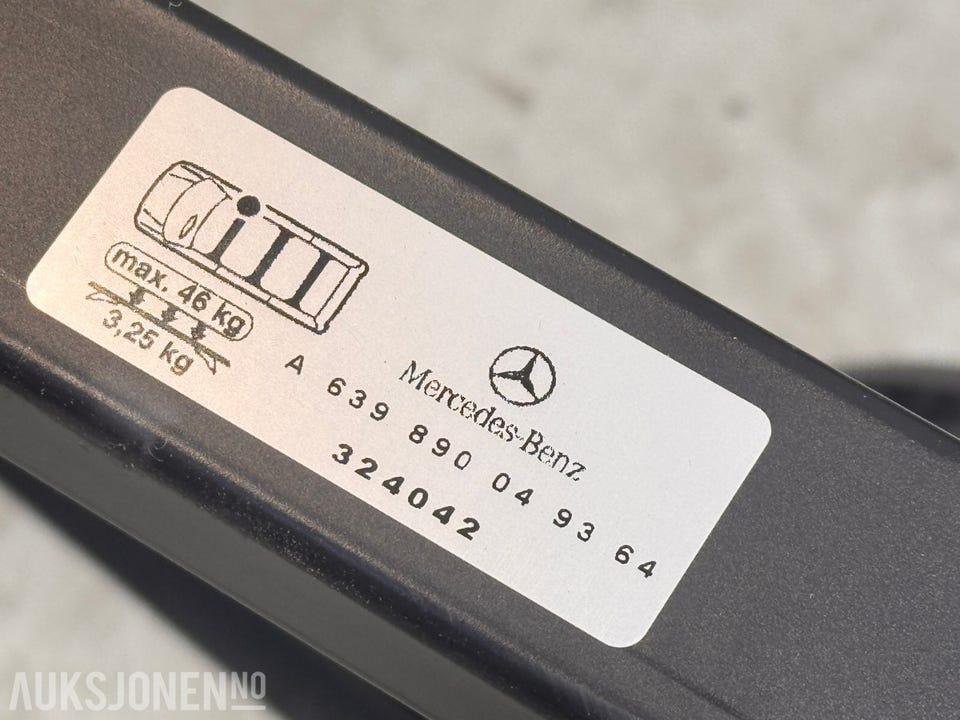 max. 46 kg
3,25 kg
Mercedes-Benz
A 639 890 04 93 64
324042
AUKSJONEN.NO